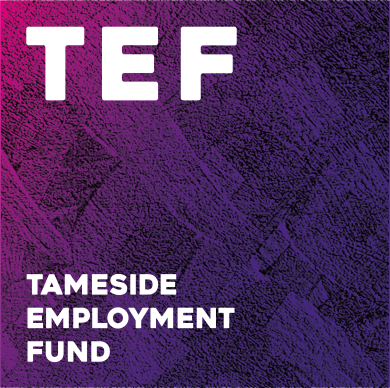 TEF
TAMESIDE
EMPLOYMENT
FUND